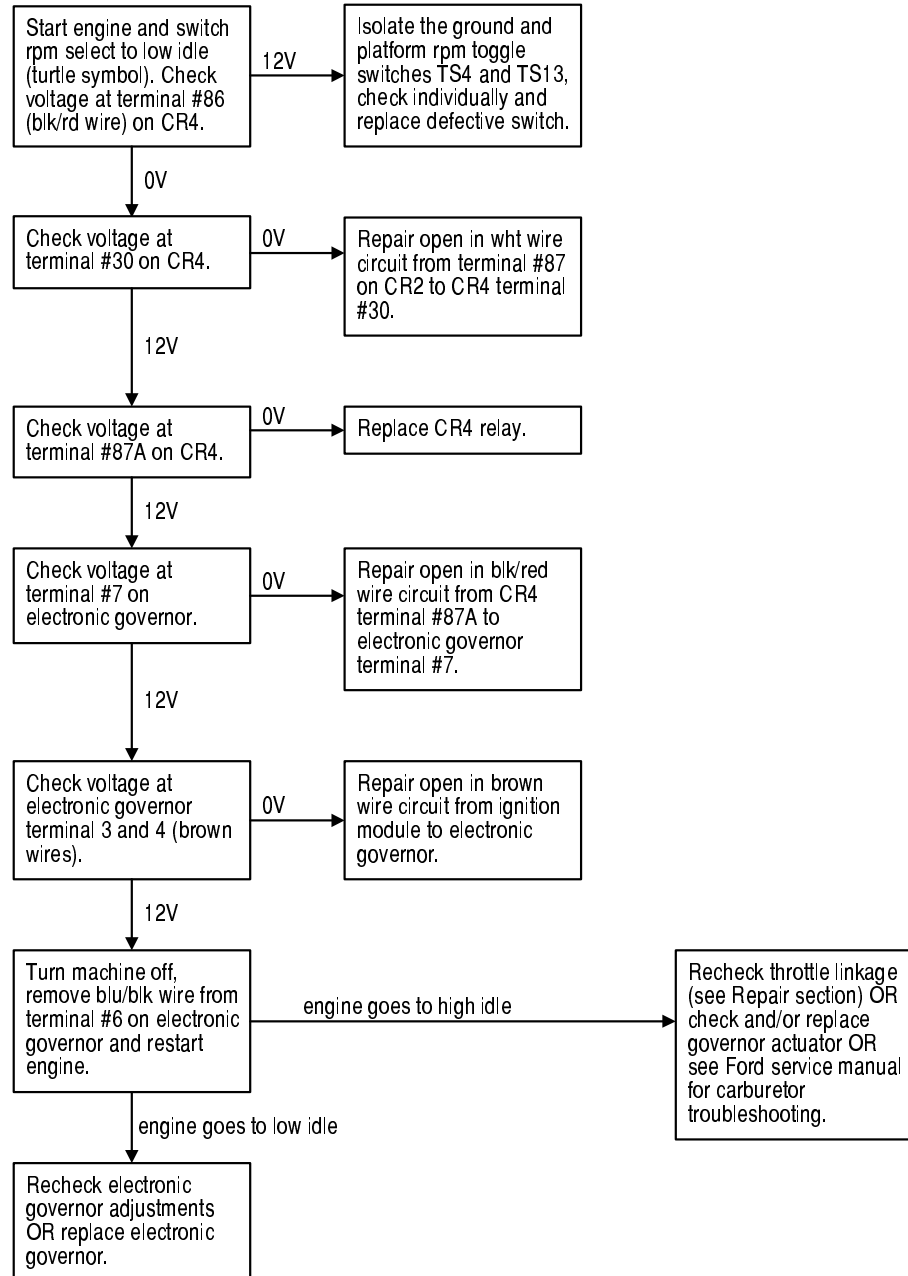 Start engine and switch
rpm select to low idle
(turtle symbol). Check
voltage at terminal #86
(blk/rd wire) on CR4.
12V
Isolate the ground and
platform rpm toggle
switches TS4 and TS13,
check individually and
replace defective switch.
0V
Check voltage at
terminal #30 on CR4.
0V
Repair open in wht wire
circuit from terminal #87
on CR2 to CR4 terminal
#30.
12V
Check voltage at
terminal #87A on CR4.
0V
Replace CR4 relay.
12V
Check voltage at
terminal #7 on
electronic governor.
0V
Repair open in blk/red
wire circuit from CR4
terminal #87A to
electronic governor
terminal #7.
12V
Check voltage at
electronic governor
terminal 3 and 4 (brown
wires).
0V
Repair open in brown
wire circuit from ignition
module to electronic
governor.
12V
Turn machine off,
remove blu/blk wire from
terminal #6 on electronic
governor and restart
engine.
engine goes to high idle
Recheck throttle linkage
(see Repair section) OR
check and/or replace
governor actuator OR
see Ford service manual
for carburetor
troubleshooting.
engine goes to low idle
Recheck electronic
governor adjustments
OR replace electronic
governor.